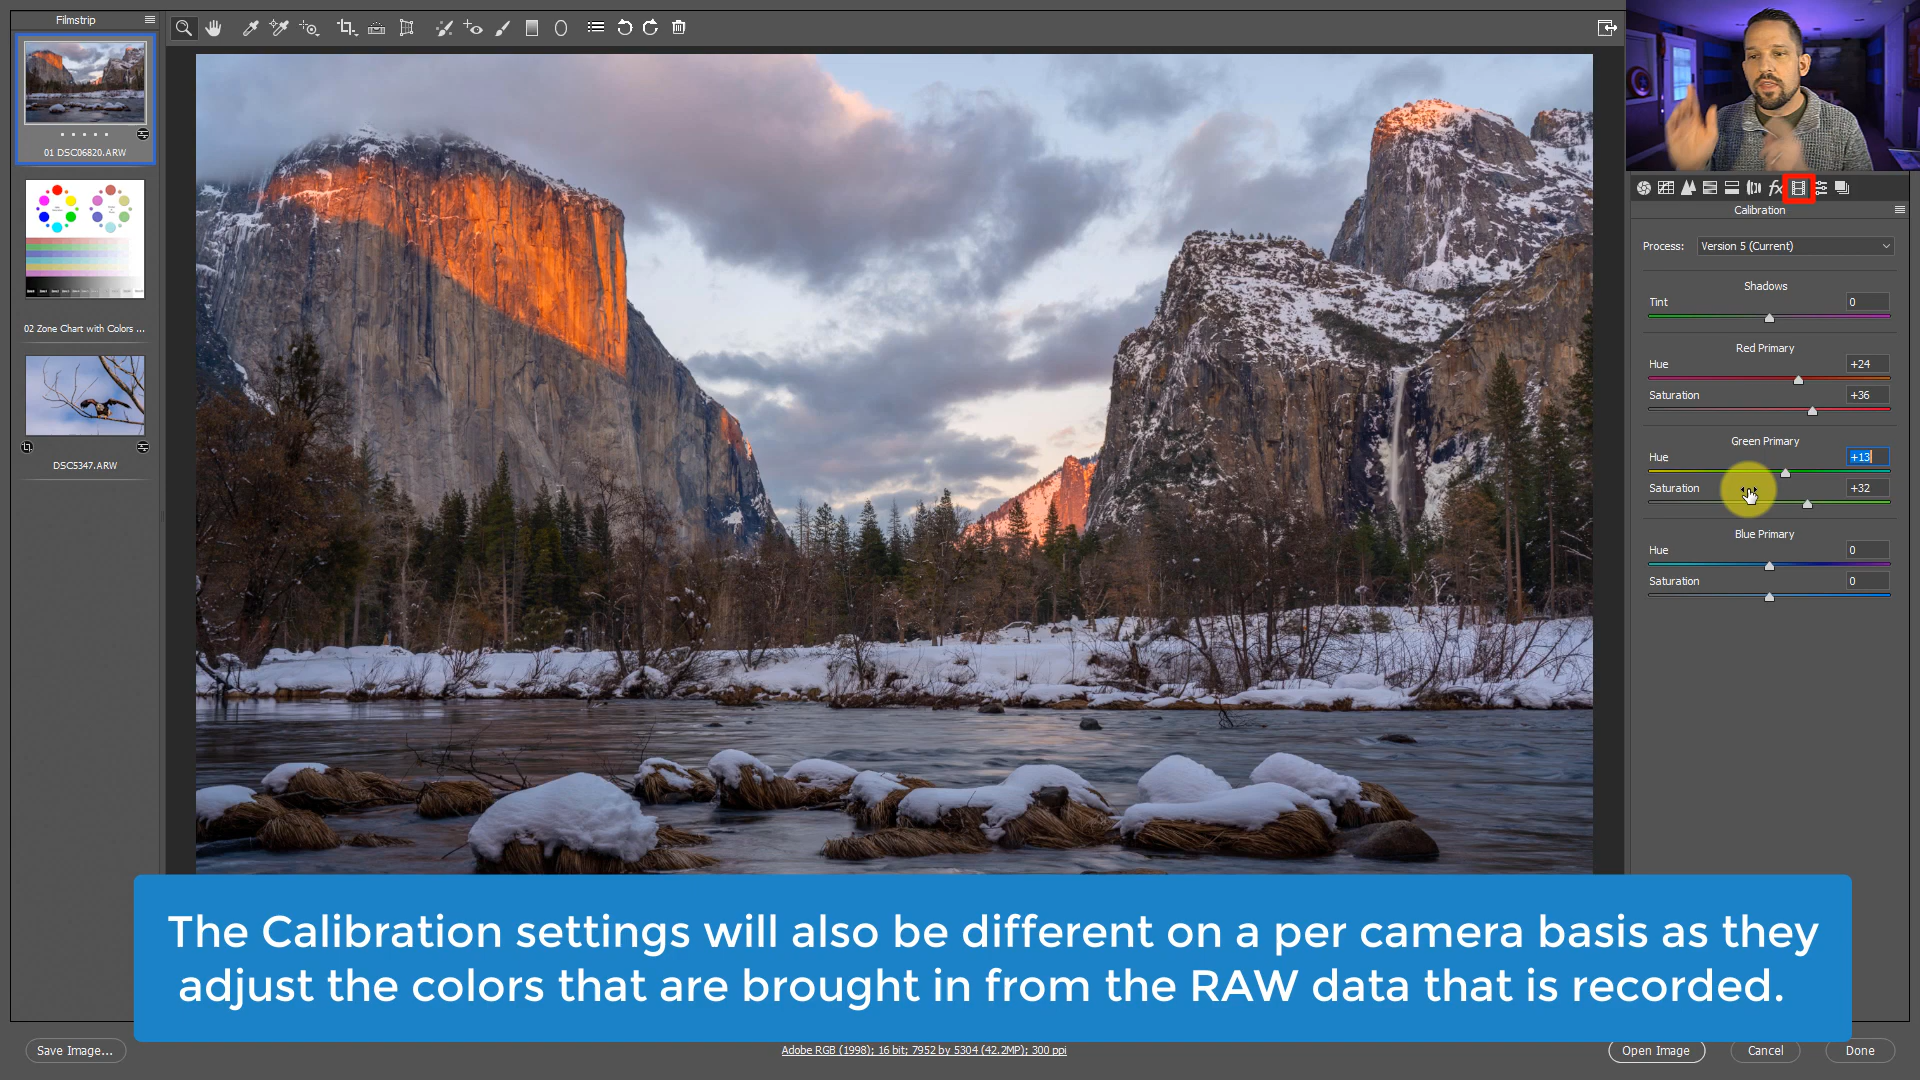 Filmstrip
01 DSC06820.ARW
02 Zone Chart with Colors ...
DSC5347.ARW
fx
Calibration
Process: Version 5 (Current)
Shadows
Tint 0
Red Primary
Hue +24
Saturation +36
Green Primary
Hue +13
Saturation +32
Blue Primary
Hue 0
Saturation 0
The Calibration settings will also be different on a per camera basis as they
adjust the colors that are brought in from the RAW data that is recorded.
Save Image...
Adobe RGB (1998); 16 bit; 7952 by 5304 (42.2MP); 300 ppi
Open Image
Cancel
Done